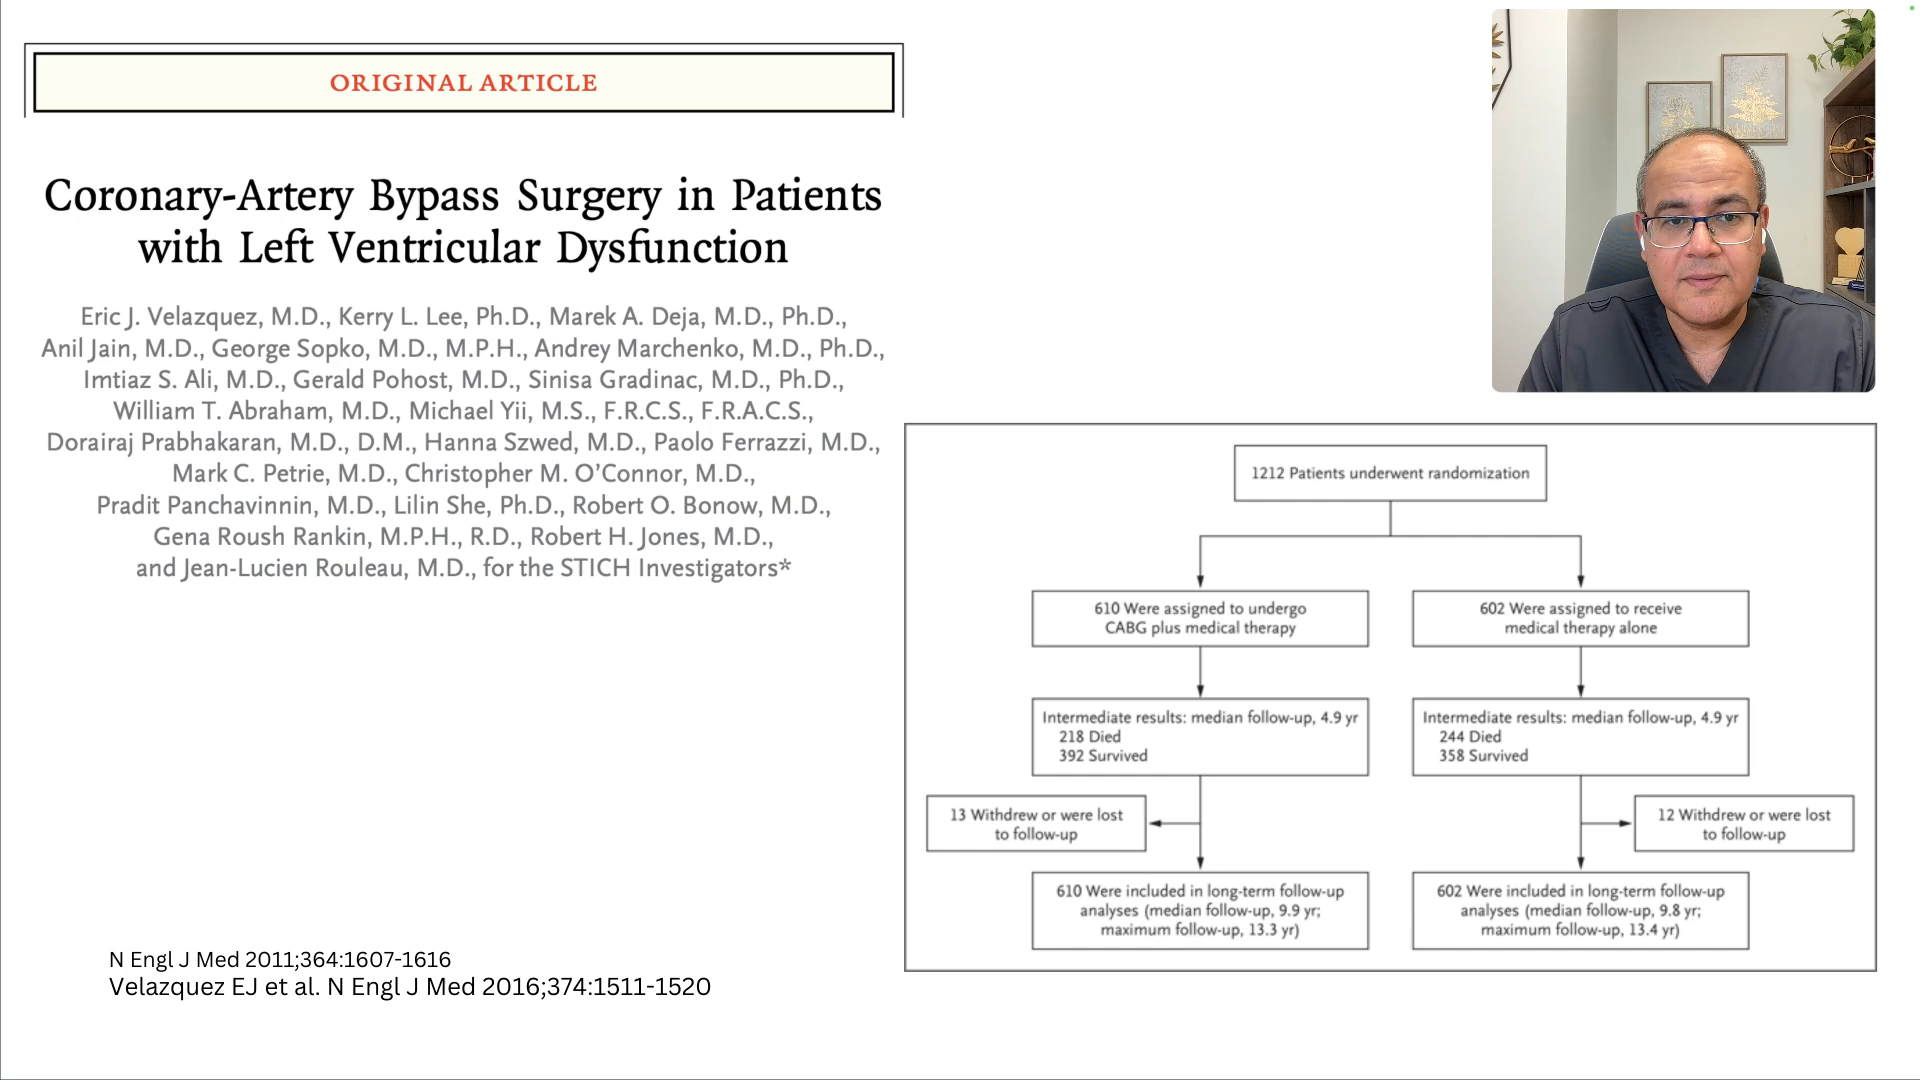 ORIGINAL ARTICLE
Coronary-Artery Bypass Surgery in Patients
with Left Ventricular Dysfunction
Eric J. Velazquez, M.D., Kerry L. Lee, Ph.D., Marek A. Deja, M.D., Ph.D.,
Anil Jain, M.D., George Sopko, M.D., M.P.H., Andrey Marchenko, M.D., Ph.D.,
Imtiaz S. Ali, M.D., Gerald Pohost, M.D., Sinisa Gradinac, M.D., Ph.D.,
William T. Abraham, M.D., Michael Yii, M.S., F.R.C.S., F.R.A.C.S.,
Dorairaj Prabhakaran, M.D., D.M., Hanna Szwed, M.D., Paolo Ferrazzi, M.D.,
Mark C. Petrie, M.D., Christopher M. O’Connor, M.D.,
Pradit Panchavinnin, M.D., Lilin She, Ph.D., Robert O. Bonow, M.D.,
Gena Roush Rankin, M.P.H., R.D., Robert H. Jones, M.D.,
and Jean-Lucien Rouleau, M.D., for the STICH Investigators*
N Engl J Med 2011;364:1607-1616
Velazquez EJ et al. N Engl J Med 2016;374:1511-1520
1212 Patients underwent randomization
610 Were assigned to undergo
CABG plus medical therapy
602 Were assigned to receive
medical therapy alone
Intermediate results: median follow-up, 4.9 yr
218 Died
392 Survived
Intermediate results: median follow-up, 4.9 yr
244 Died
358 Survived
13 Withdrew or were lost
to follow-up
12 Withdrew or were lost
to follow-up
610 Were included in long-term follow-up
analyses (median follow-up, 9.9 yr;
maximum follow-up, 13.3 yr)
602 Were included in long-term follow-up
analyses (median follow-up, 9.8 yr;
maximum follow-up, 13.4 yr)